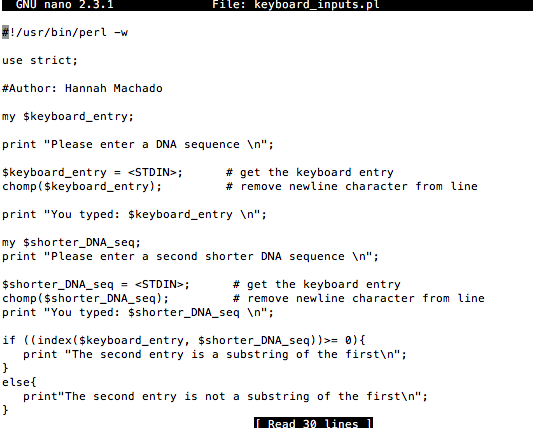 GNU nano 2.3.1 File: keyboard_inputs.pl
#!/usr/bin/perl -w
use strict;
#Author: Hannah Machado
my $keyboard_entry;
print "Please enter a DNA sequence \n";
$keyboard_entry = <STDIN>; # get the keyboard entry
chomp($keyboard_entry); # remove newline character from line
print "You typed: $keyboard_entry \n";
my $shorter_DNA_seq;
print "Please enter a second shorter DNA sequence \n";
$shorter_DNA_seq = <STDIN>; # get the keyboard entry
chomp($shorter_DNA_seq); # remove newline character from line
print "You typed: $shorter_DNA_seq \n";
if ((index($keyboard_entry, $shorter_DNA_seq))>= 0){
print "The second entry is a substring of the first\n";
}
else{
print"The second entry is not a substring of the first\n";
}
[ Read 30 lines ]